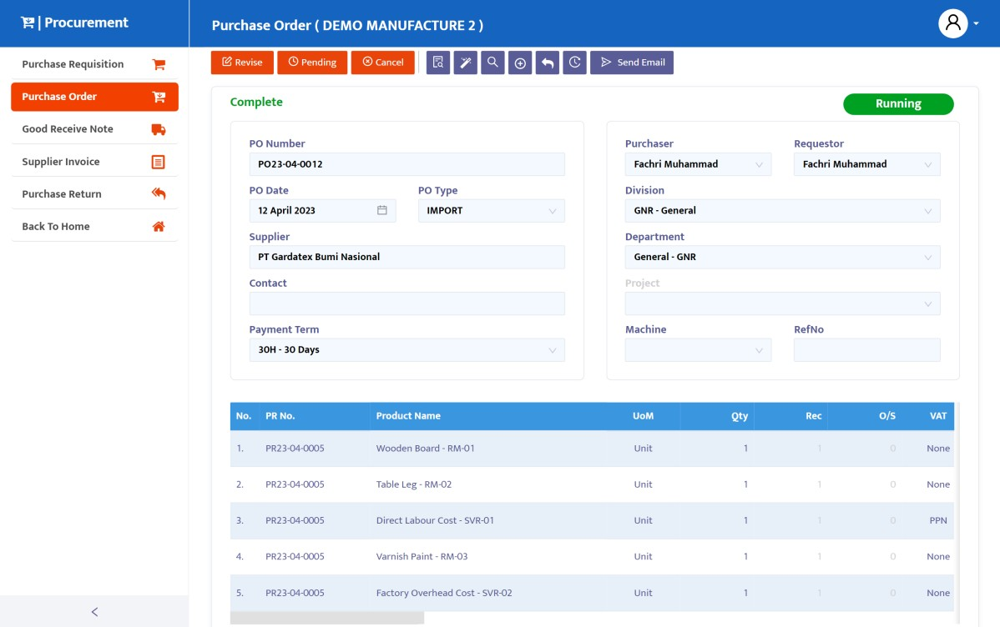 | Procurement
Purchase Order ( DEMO MANUFACTURE 2 )
Purchase Requisition
Purchase Order
Good Receive Note
Supplier Invoice
Purchase Return
Back To Home
Revise
Pending
Cancel
Send Email
Complete
Running
PO Number
PO23-04-0012
PO Date
PO Type
12 April 2023
IMPORT
Supplier
PT Gardatex Bumi Nasional
Contact
Payment Term
30H - 30 Days
Purchaser
Requestor
Fachri Muhammad
Fachri Muhammad
Division
GNR - General
Department
General - GNR
Project
Machine
RefNo
No. PR No. Product Name UoM Qty Rec O/S VAT
1. PR23-04-0005 Wooden Board - RM-01 Unit 1 1 0 None
2. PR23-04-0005 Table Leg - RM-02 Unit 1 1 0 None
3. PR23-04-0005 Direct Labour Cost - SVR-01 Unit 1 1 0 PPN
4. PR23-04-0005 Varnish Paint - RM-03 Unit 1 1 0 None
5. PR23-04-0005 Factory Overhead Cost - SVR-02 Unit 1 1 0 None